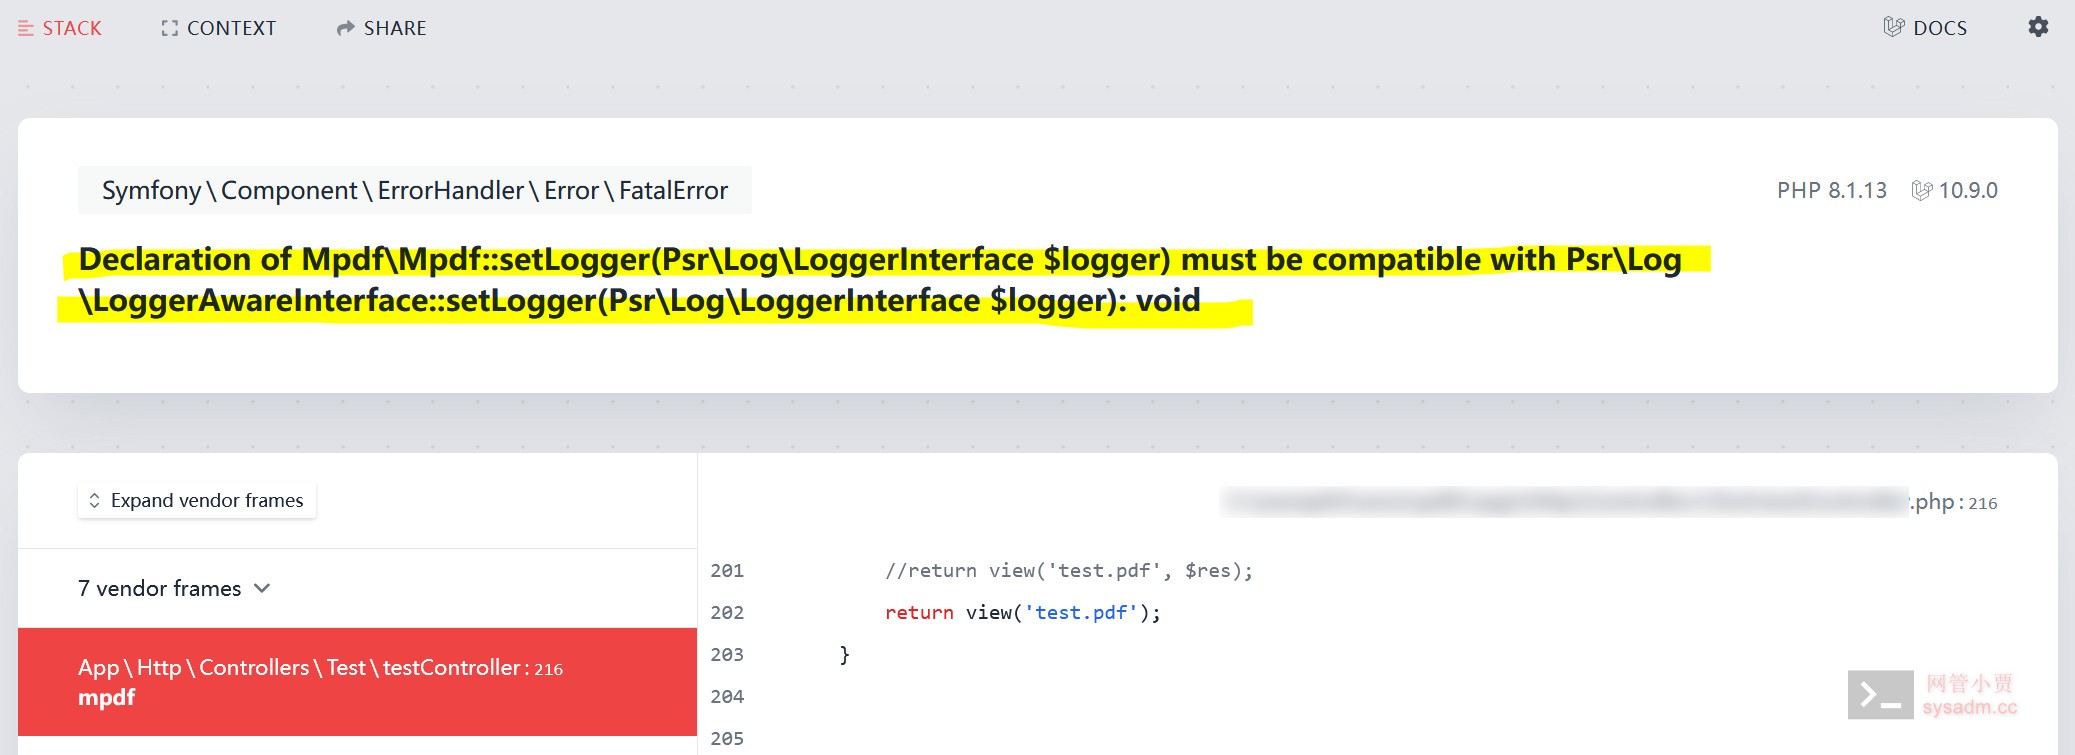 STACK CONTEXT SHARE DOCS
Symfony \ Component \ ErrorHandler \ Error \ FatalError
PHP 8.1.13 10.9.0
Declaration of Mpdf\Mpdf::setLogger(Psr\Log\LoggerInterface $logger) must be compatible with Psr\Log
\LoggerAwareInterface::setLogger(Psr\Log\LoggerInterface $logger): void
Expand vendor frames
.php : 216
7 vendor frames
App \ Http \ Controllers \ Test \ testController : 216
mpdf
201 //return view('test.pdf', $res);
202 return view('test.pdf');
203 }
204
205
网管小贾
sysadm.cc